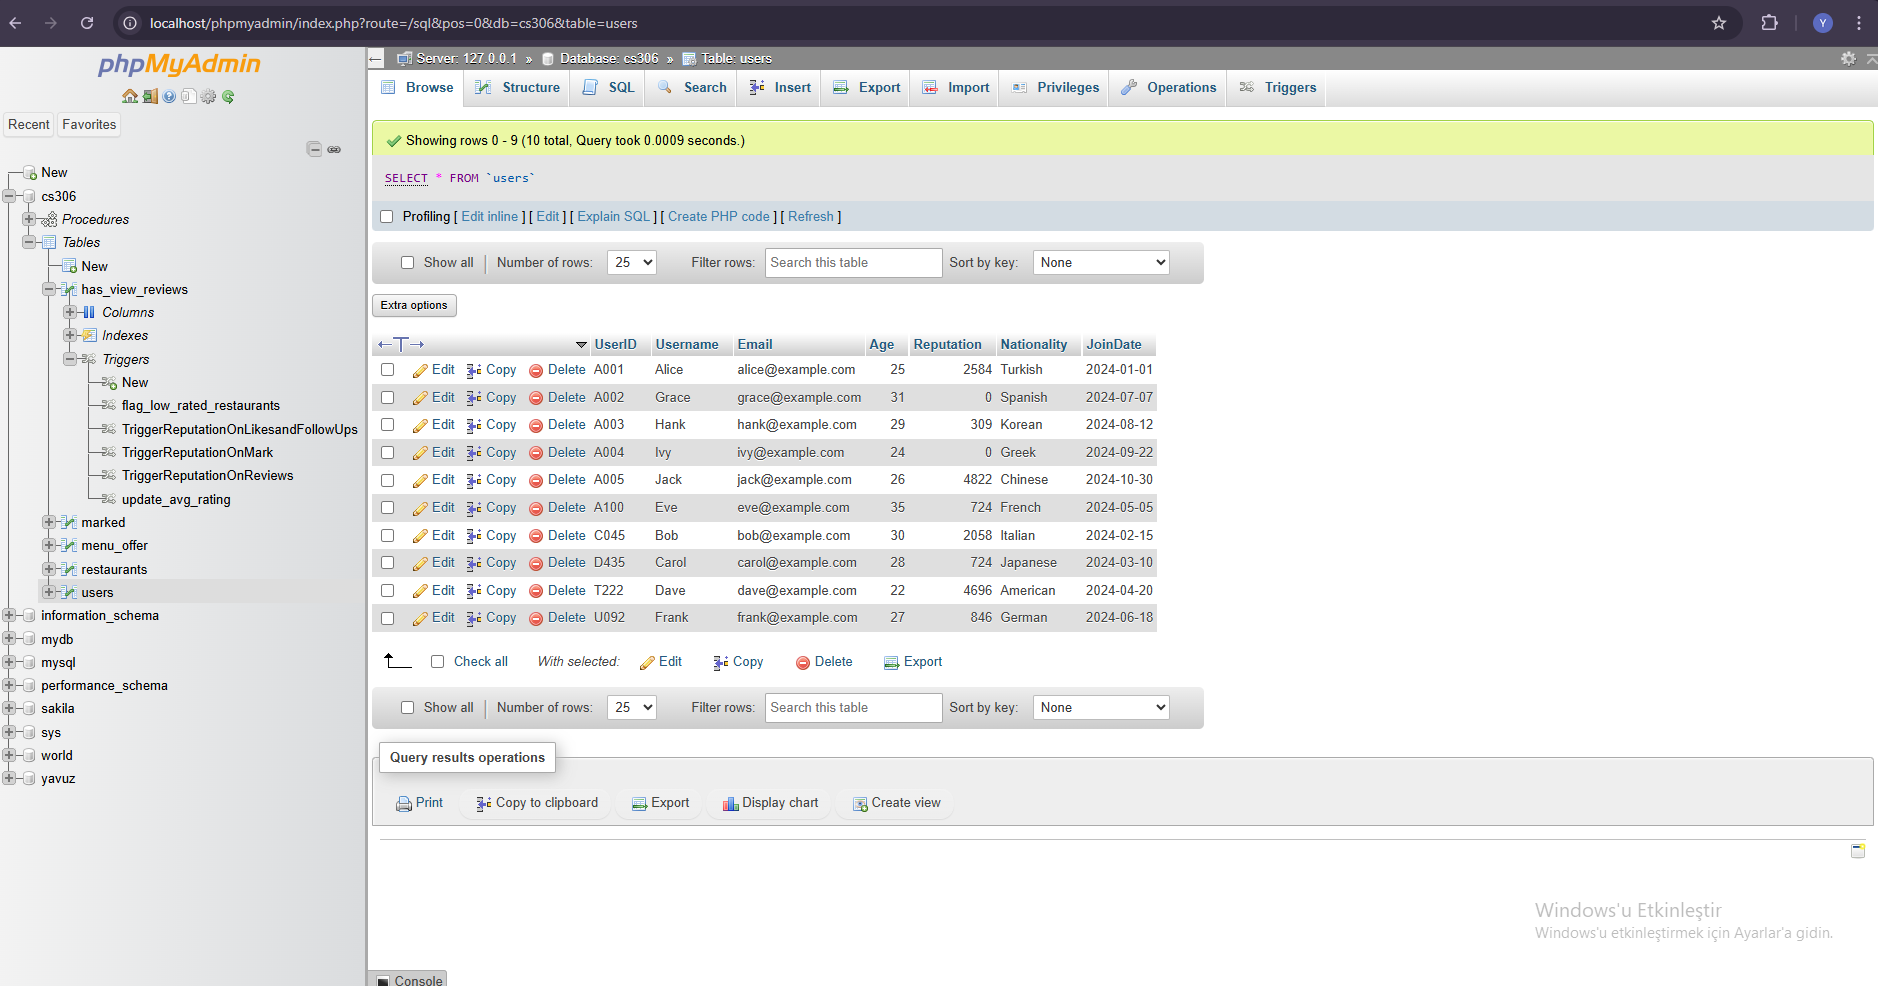 localhost/phpmyadmin/index.php?route=/sql&pos=0&db=cs306&table=users
Y
phpMyAdmin
Recent Favorites
New
cs306
Procedures
Tables
New
has_view_reviews
Columns
Indexes
Triggers
New
flag_low_rated_restaurants
TriggerReputationOnLikesandFollowUps
TriggerReputationOnMark
TriggerReputationOnReviews
update_avg_rating
marked
menu_offer
restaurants
users
information_schema
mydb
mysql
performance_schema
sakila
sys
world
yavuz
Server: 127.0.0.1 » Database: cs306 » Table: users
Browse Structure SQL Search Insert Export Import Privileges Operations Triggers
Showing rows 0 - 9 (10 total, Query took 0.0009 seconds.)
SELECT * FROM `users`
Profiling [ Edit inline ] [ Edit ] [ Explain SQL ] [ Create PHP code ] [ Refresh ]
Show all Number of rows: 25 Filter rows: Search this table Sort by key: None
Extra options
UserID Username Email Age Reputation Nationality JoinDate
Edit Copy Delete A001 Alice alice@example.com 25 2584 Turkish 2024-01-01
Edit Copy Delete A002 Grace grace@example.com 31 0 Spanish 2024-07-07
Edit Copy Delete A003 Hank hank@example.com 29 309 Korean 2024-08-12
Edit Copy Delete A004 Ivy ivy@example.com 24 0 Greek 2024-09-22
Edit Copy Delete A005 Jack jack@example.com 26 4822 Chinese 2024-10-30
Edit Copy Delete A100 Eve eve@example.com 35 724 French 2024-05-05
Edit Copy Delete C045 Bob bob@example.com 30 2058 Italian 2024-02-15
Edit Copy Delete D435 Carol carol@example.com 28 724 Japanese 2024-03-10
Edit Copy Delete T222 Dave dave@example.com 22 4696 American 2024-04-20
Edit Copy Delete U092 Frank frank@example.com 27 846 German 2024-06-18
Check all With selected: Edit Copy Delete Export
Show all Number of rows: 25 Filter rows: Search this table Sort by key: None
Query results operations
Print Copy to clipboard Export Display chart Create view
Windows'u Etkinleştir
Windows'u etkinleştirmek için Ayarlar'a gidin.
Console